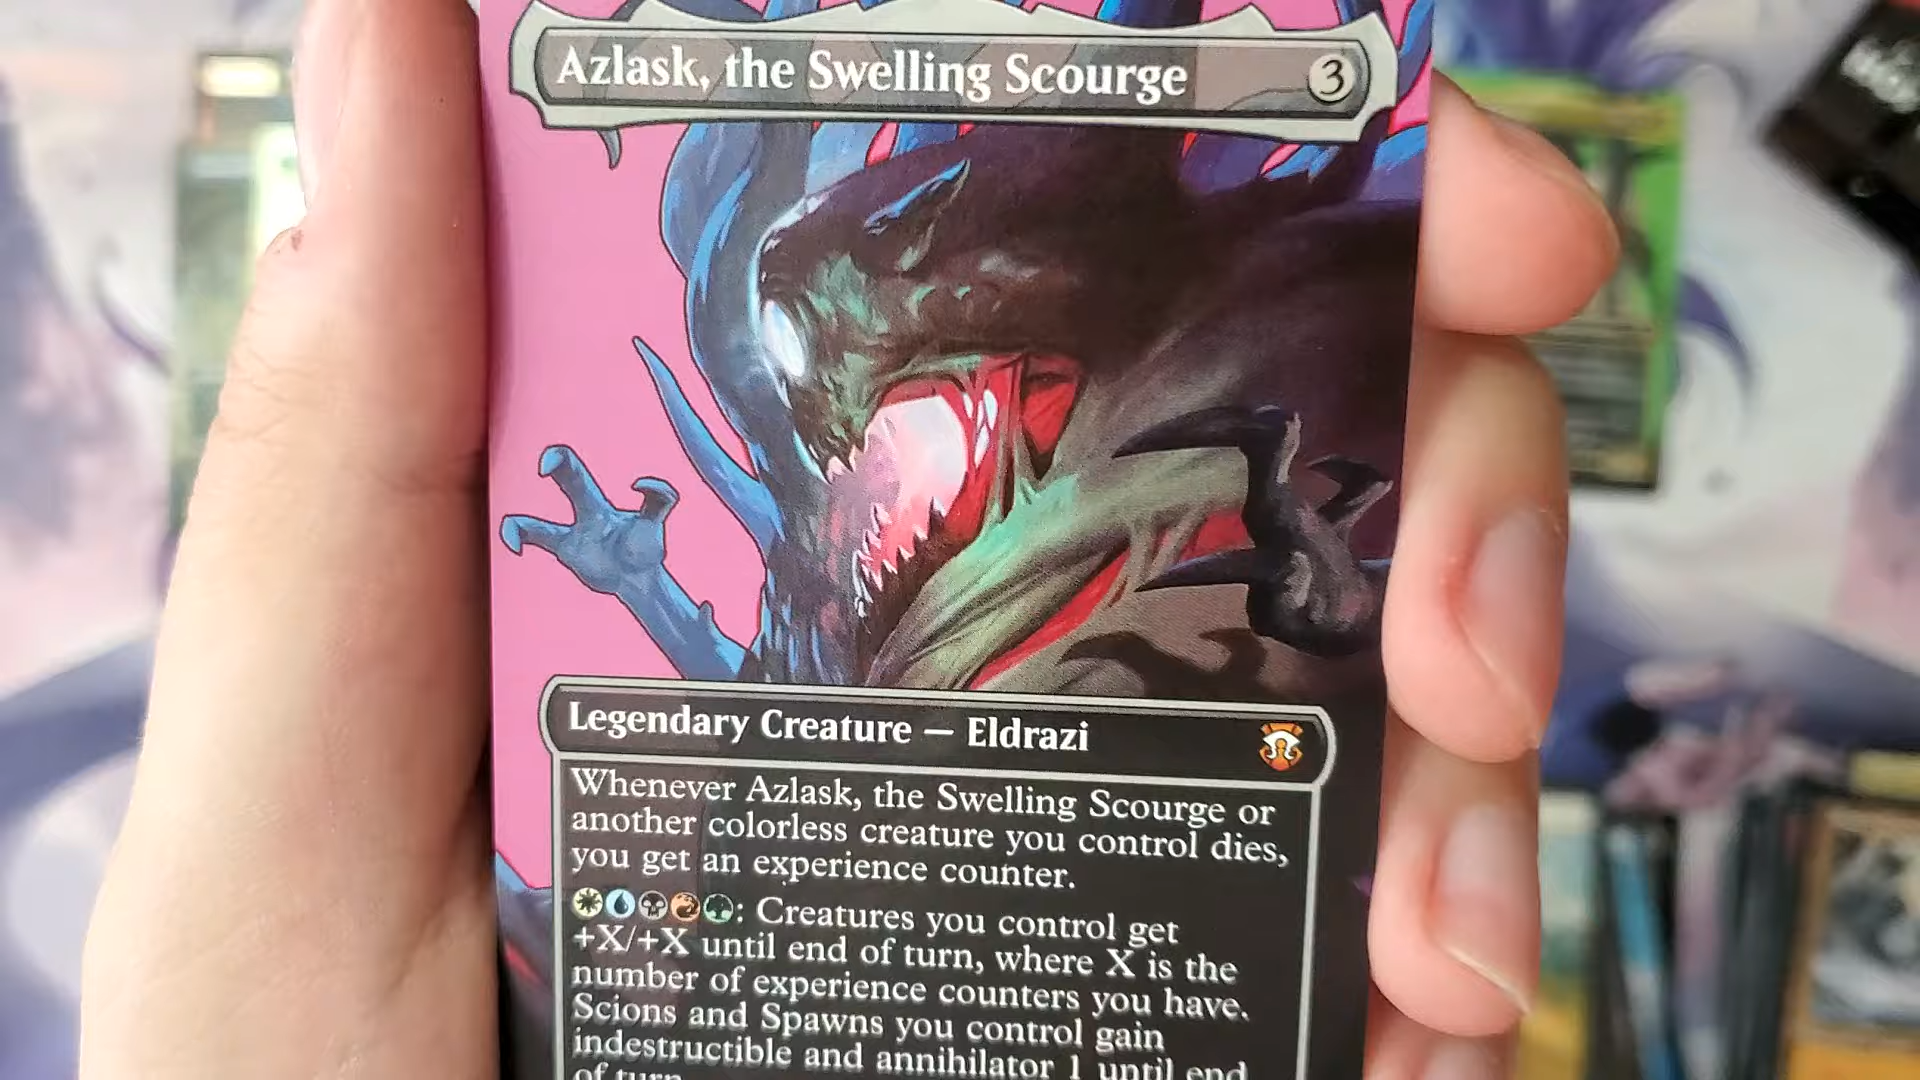 Azlask, the Swelling Scourge 3
Legendary Creature — Eldrazi
Whenever Azlask, the Swelling Scourge or
another colorless creature you control dies,
you get an experience counter.
: Creatures you control get
+X/+X until end of turn, where X is the
number of experience counters you have.
Scions and Spawns you control gain
indestructible and annihilator 1 until end
of turn